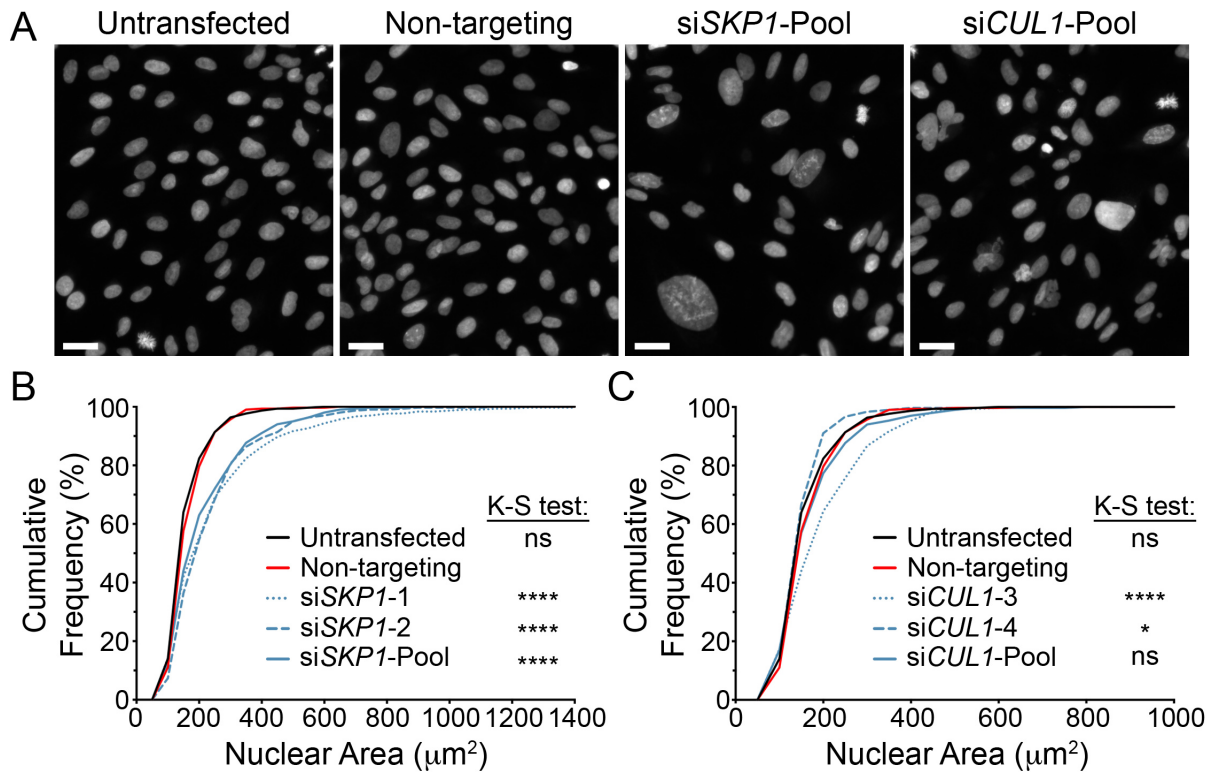 A
Untransfected
Non-targeting
siSKP1-Pool
siCUL1-Pool
B
Cumulative
Frequency (%)
100
80
60
40
20
0
K-S test:
Untransfected ns
Non-targeting
siSKP1-1 ****
siSKP1-2 ****
siSKP1-Pool ****
0 200 400 600 800 1000 1200 1400
Nuclear Area (μm²)
C
Cumulative
Frequency (%)
100
80
60
40
20
0
K-S test:
Untransfected ns
Non-targeting
siCUL1-3 ****
siCUL1-4 *
siCUL1-Pool ns
0 200 400 600 800 1000
Nuclear Area (μm²)